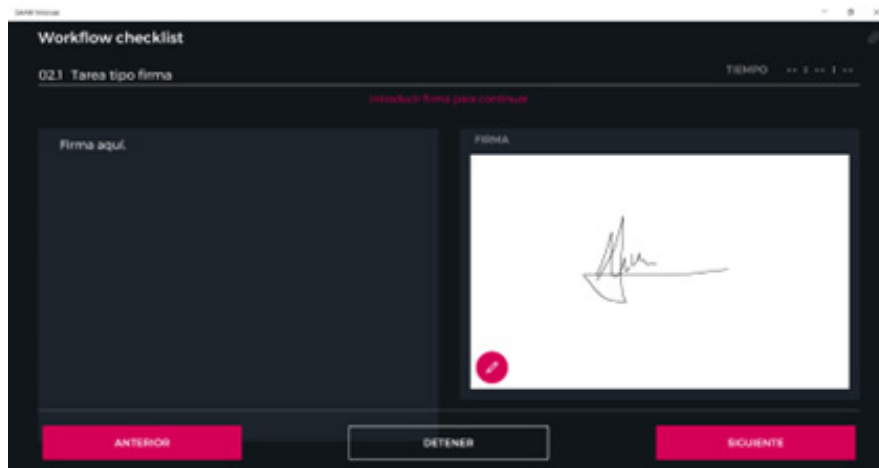 Workflow checklist
02.1 Tarea tipo firma
TIEMPO -- : -- : --
Introducir firma para continuar
Firma aquí.
FIRMA
ANTERIOR
DETENER
SIGUIENTE